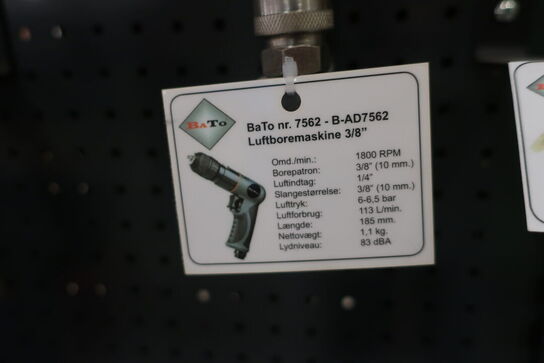 BATO
BaTo nr. 7562 - B-AD7562
Luftboremaskine 3/8"
Omd./min.: 1800 RPM
Borepatron: 3/8" (10 mm.)
Luftindtag: 1/4"
Slangestørrelse: 3/8" (10 mm.)
Lufttryk: 6-6,5 bar
Luftforbrug: 113 L/min.
Længde: 185 mm.
Nettovægt: 1,1 kg.
Lydniveau: 83 dBA